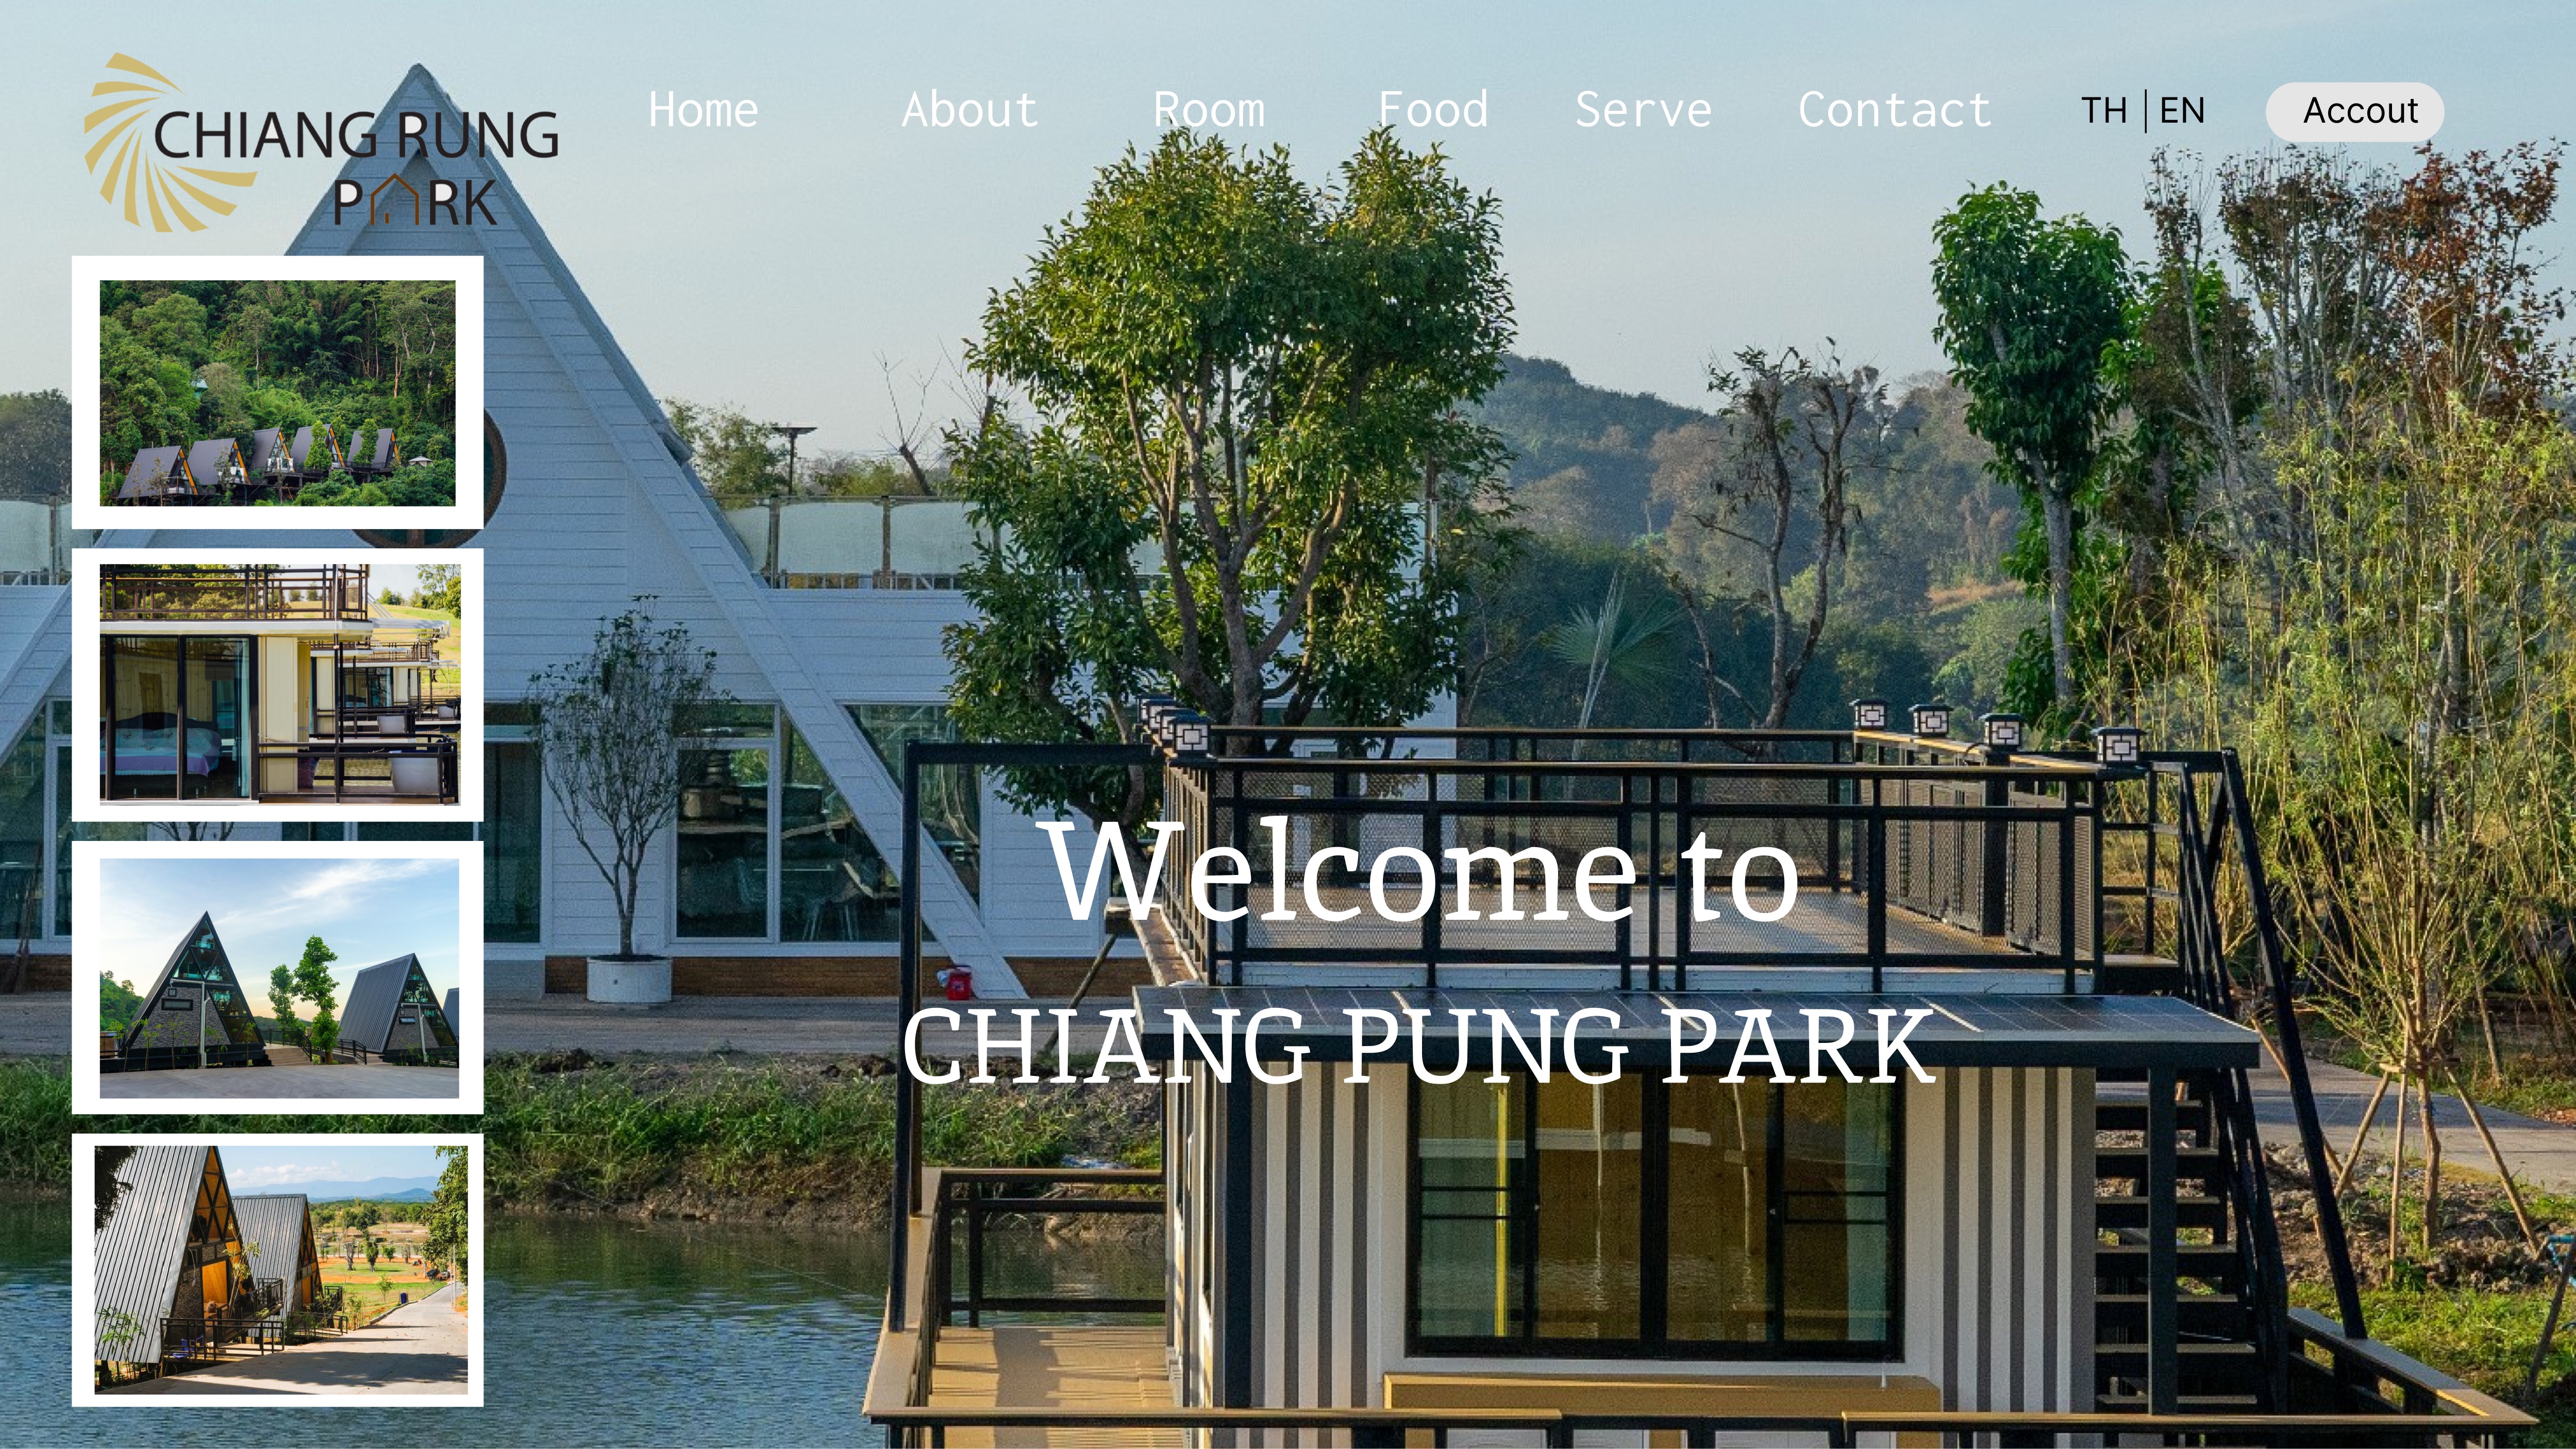 CHIANG RUNG
PARK
Home About Room Food Serve Contact TH | EN Accout
Welcome to
CHIANG PUNG PARK